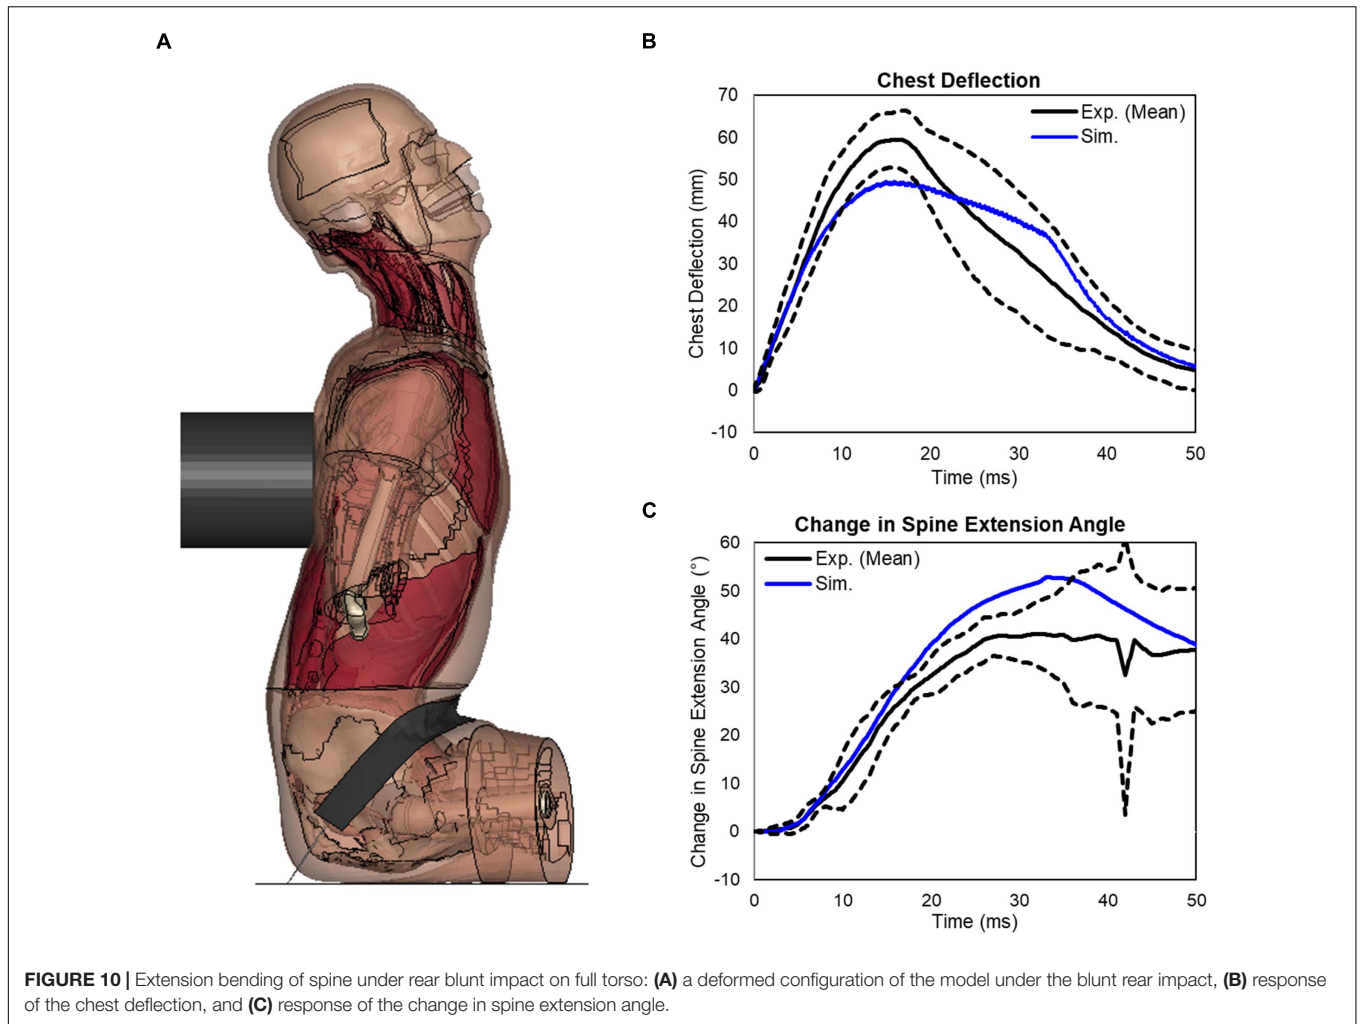 A
B
Chest Deflection
70
60
50
40
30
20
10
0
-10
Chest Deflection (mm)
Exp. (Mean)
Sim.
0 10 20 30 40 50
Time (ms)
C
Change in Spine Extension Angle
60
50
40
30
20
10
0
-10
Change in Spine Extension Angle (°)
Exp. (Mean)
Sim.
0 10 20 30 40 50
Time (ms)
FIGURE 10 | Extension bending of spine under rear blunt impact on full torso: (A) a deformed configuration of the model under the blunt rear impact, (B) response
of the chest deflection, and (C) response of the change in spine extension angle.